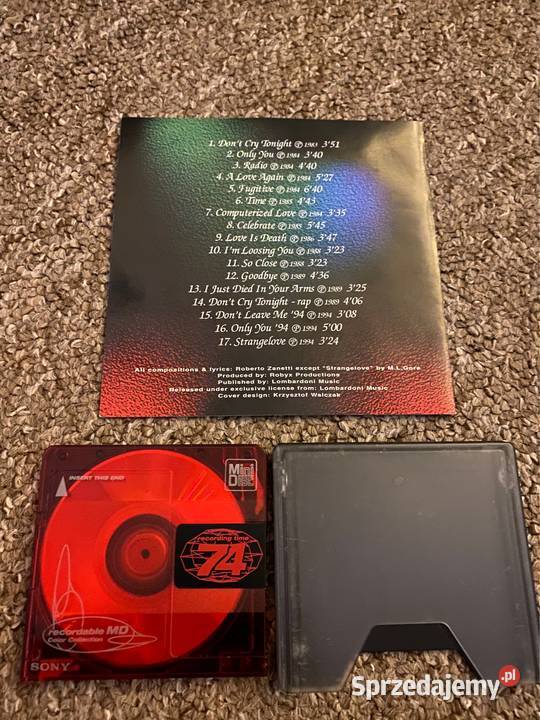 1. Don't Cry Tonight ℗ 1983 3'51
2. Only You ℗ 1984 3'40
3. Radio ℗ 1984 4'40
4. A Love Again ℗ 1984 5'27
5. Fugitive ℗ 1984 6'40
6. Time ℗ 1985 4'43
7. Computerized Love ℗ 1984 3'35
8. Celebrate ℗ 1985 5'45
9. Love Is Death ℗ 1986 3'47
10. I'm Loosing You ℗ 1988 3'23
11. So Close ℗ 1988 3'23
12. Goodbye ℗ 1989 4'36
13. I Just Died In Your Arms ℗ 1989 3'25
14. Don't Cry Tonight - rap ℗ 1989 4'06
15. Don't Leave Me '94 ℗ 1994 3'08
16. Only You '94 ℗ 1994 5'00
17. Strangelove ℗ 1994 3'24
All compositions & lyrics: Roberto Zanetti except "Strangelove" by M.L.Gore
Produced by: Robyx Productions
Published by: Lombardoni Music
Released under exclusive license from: Lombardoni Music
Cover design: Krzysztof Walczak
INSERT THIS END
Mini
Disc
recording time
74
recordable MD
Color Collection
SONY
Sprzedajemy.pl